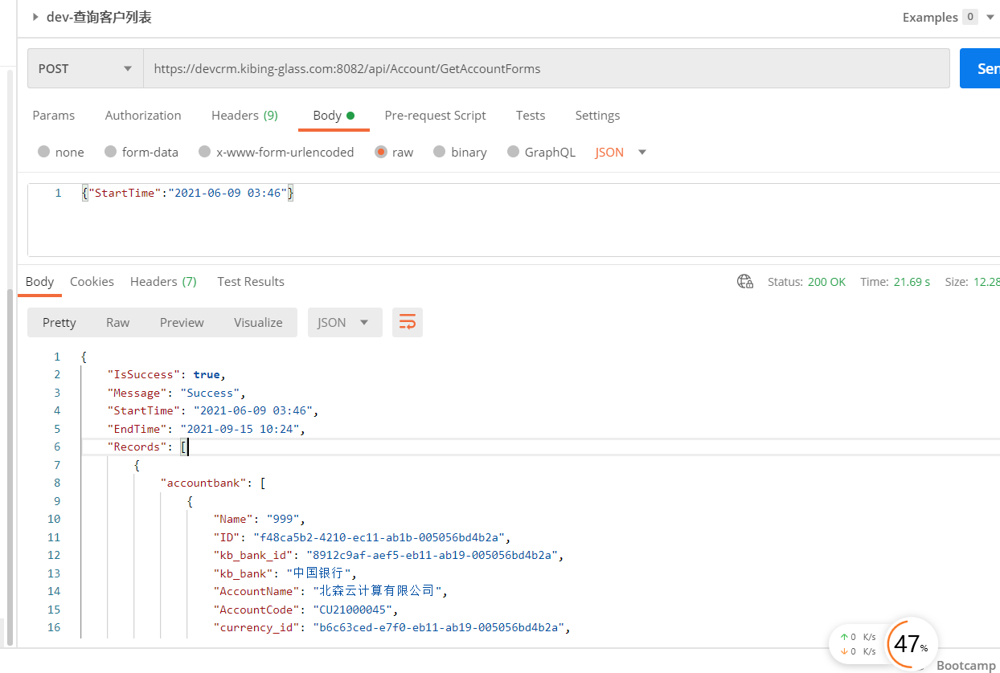 dev-查询客户列表
Examples 0
POST https://devcrm.kibing-glass.com:8082/api/Account/GetAccountForms Sen
Params Authorization Headers (9) Body Pre-request Script Tests Settings
none form-data x-www-form-urlencoded raw binary GraphQL JSON
1 {"StartTime":"2021-06-09 03:46"}
Body Cookies Headers (7) Test Results Status: 200 OK Time: 21.69 s Size: 12.28
Pretty Raw Preview Visualize JSON
1 {
2 "IsSuccess": true,
3 "Message": "Success",
4 "StartTime": "2021-06-09 03:46",
5 "EndTime": "2021-09-15 10:24",
6 "Records": [
7 {
8 "accountbank": [
9 {
10 "Name": "999",
11 "ID": "f48ca5b2-4210-ec11-ab1b-005056bd4b2a",
12 "kb_bank_id": "8912c9af-aef5-eb11-ab19-005056bd4b2a",
13 "kb_bank": "中国银行",
14 "AccountName": "北森云计算有限公司",
15 "AccountCode": "CU21000045",
16 "currency_id": "b6c63ced-e7f0-eb11-ab19-005056bd4b2a",
↑ 0 K/s
↓ 0 K/s
47%
Bootcamp